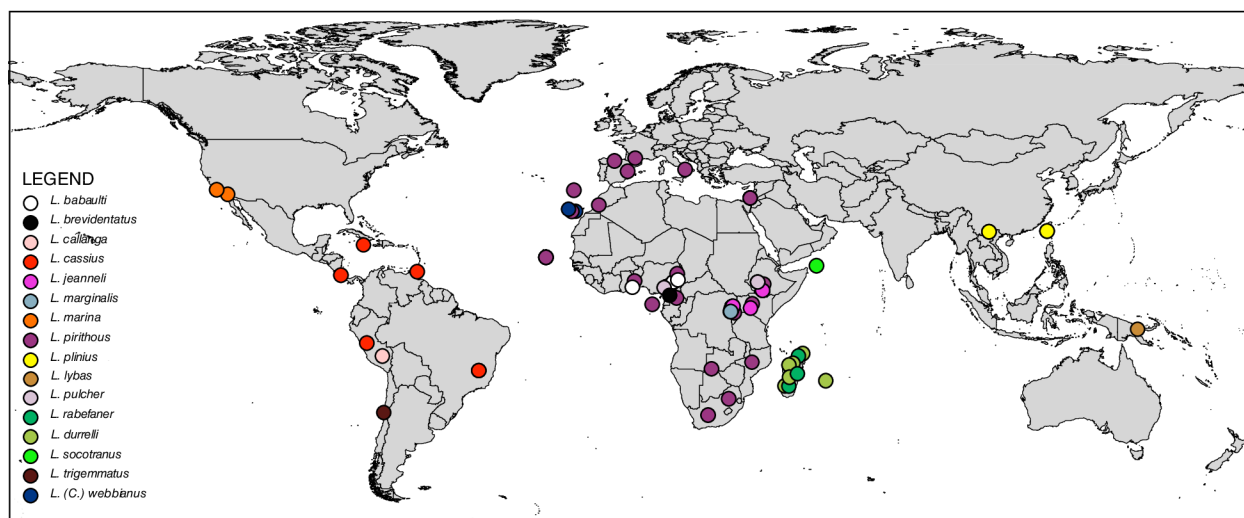 LEGEND
L. babaulti
L. brevidentatus
L. callanga
L. cassius
L. jeanneli
L. marginalis
L. marina
L. pirithous
L. plinius
L. lybas
L. pulcher
L. rabefaner
L. durrelli
L. socotranus
L. trigemmatus
L. (C.) webbianus